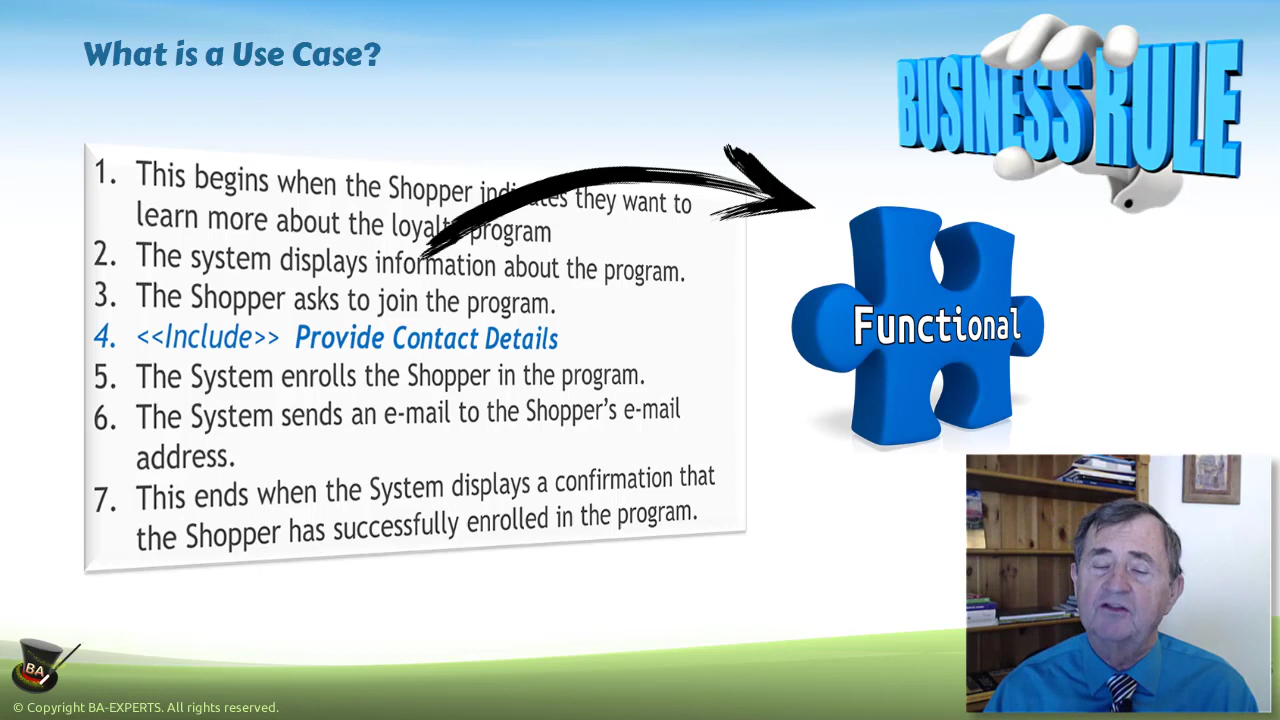 What is a Use Case?
BUSINESS RULE
1. This begins when the Shopper indicates they want to
learn more about the loyalty program
2. The system displays information about the program.
3. The Shopper asks to join the program.
4. <<Include>> Provide Contact Details
5. The System enrolls the Shopper in the program.
6. The System sends an e-mail to the Shopper's e-mail
address.
7. This ends when the System displays a confirmation that
the Shopper has successfully enrolled in the program.
Functional
BA
© Copyright BA-EXPERTS. All rights reserved.